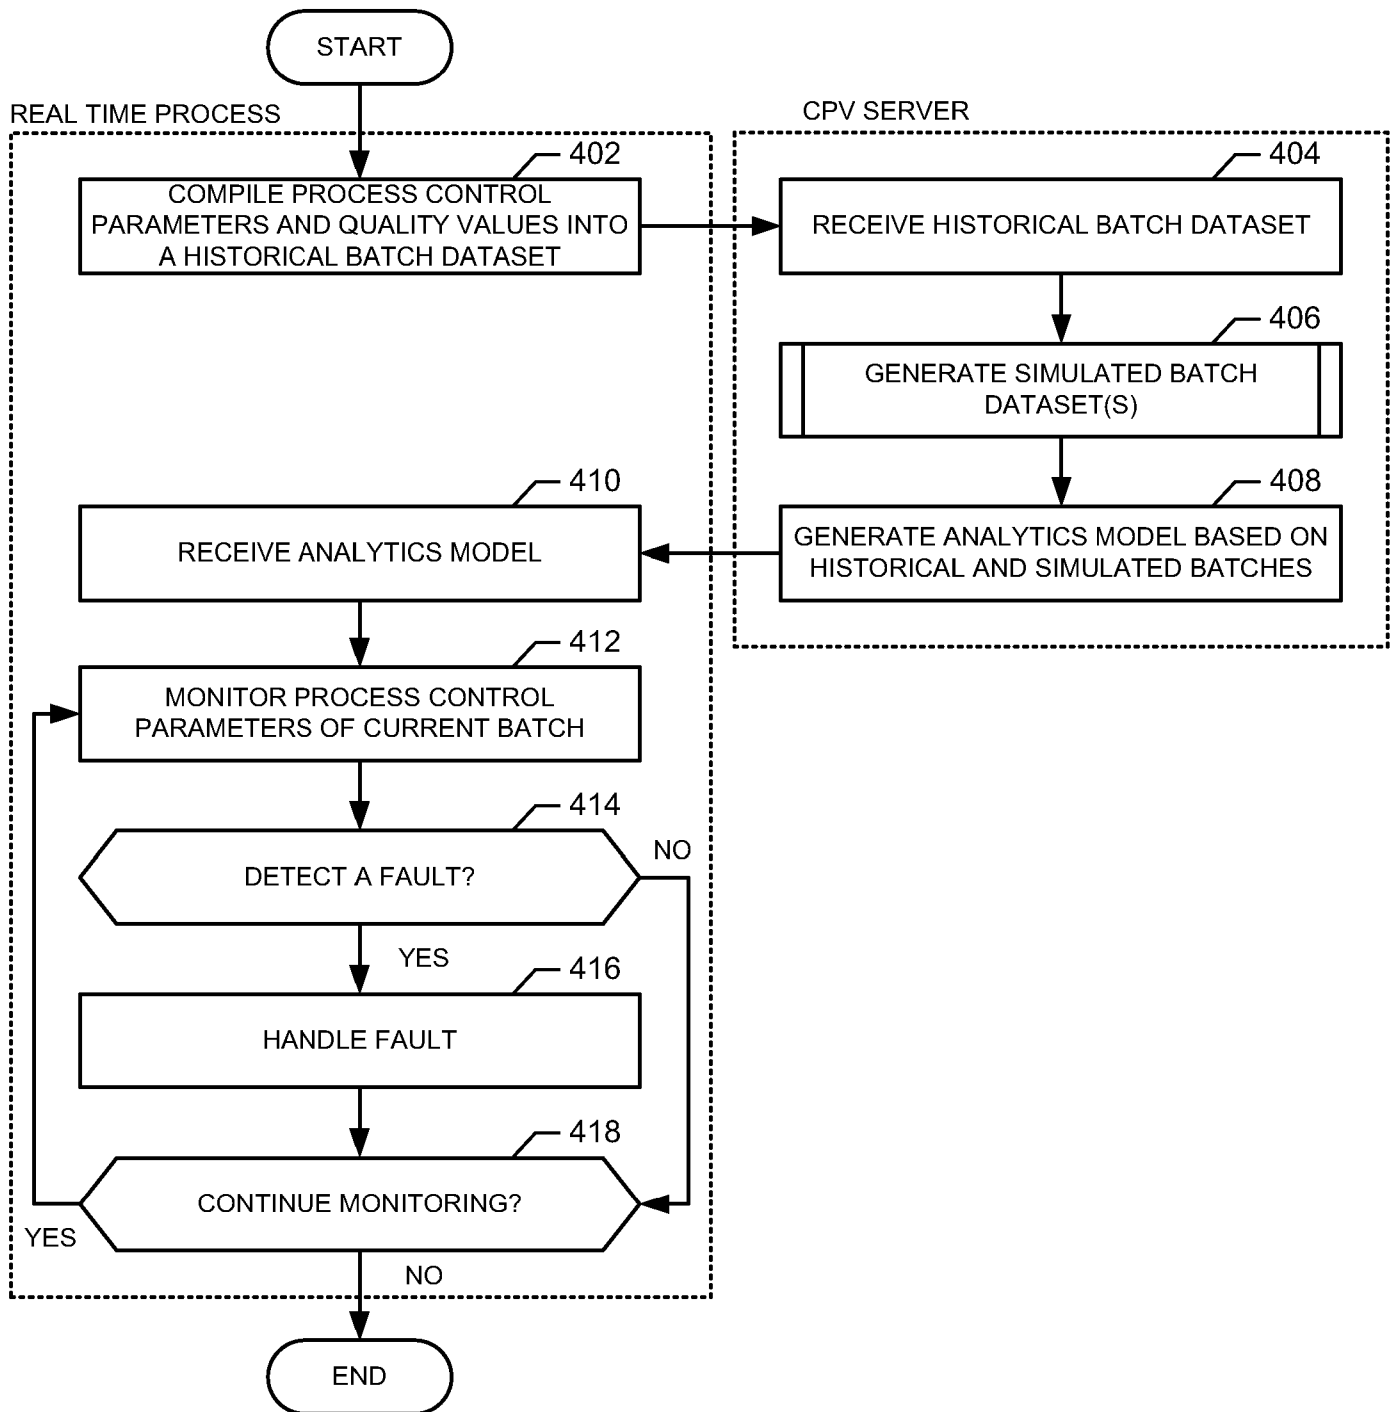 START
REAL TIME PROCESS
CPV SERVER
402
COMPILE PROCESS CONTROL
PARAMETERS AND QUALITY VALUES INTO
A HISTORICAL BATCH DATASET
404
RECEIVE HISTORICAL BATCH DATASET
406
GENERATE SIMULATED BATCH
DATASET(S)
408
GENERATE ANALYTICS MODEL BASED ON
HISTORICAL AND SIMULATED BATCHES
410
RECEIVE ANALYTICS MODEL
412
MONITOR PROCESS CONTROL
PARAMETERS OF CURRENT BATCH
414
DETECT A FAULT?
NO
YES
416
HANDLE FAULT
418
CONTINUE MONITORING?
YES
NO
END